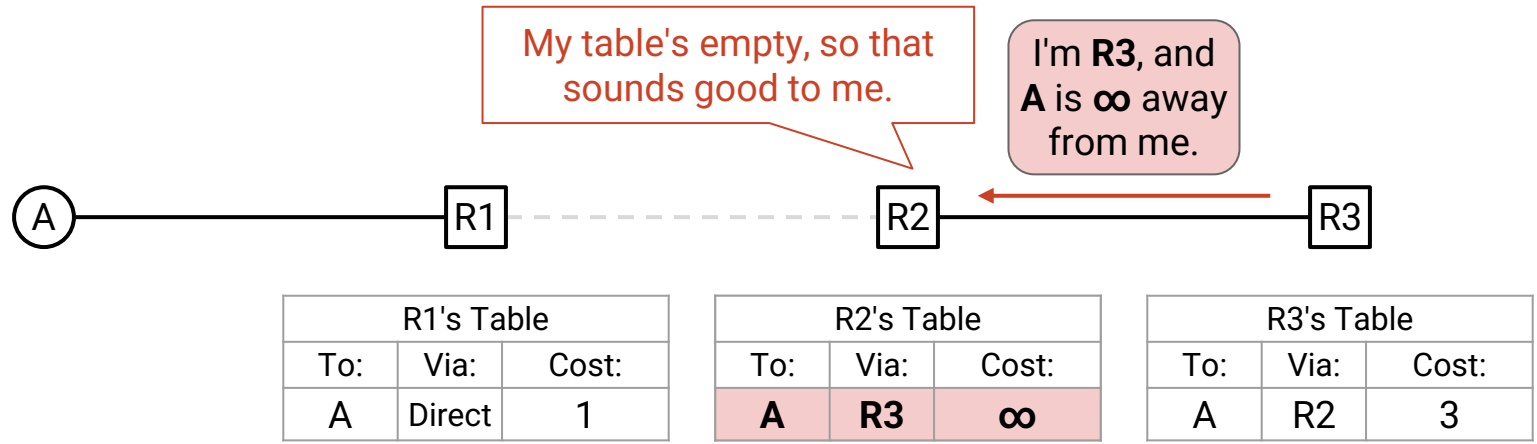 My table's empty, so that
sounds good to me.
I'm R3, and
A is ∞ away
from me.
A
R1
R2
R3
R1's Table
To: Via: Cost:
A Direct 1
R2's Table
To: Via: Cost:
A R3 ∞
R3's Table
To: Via: Cost:
A R2 3